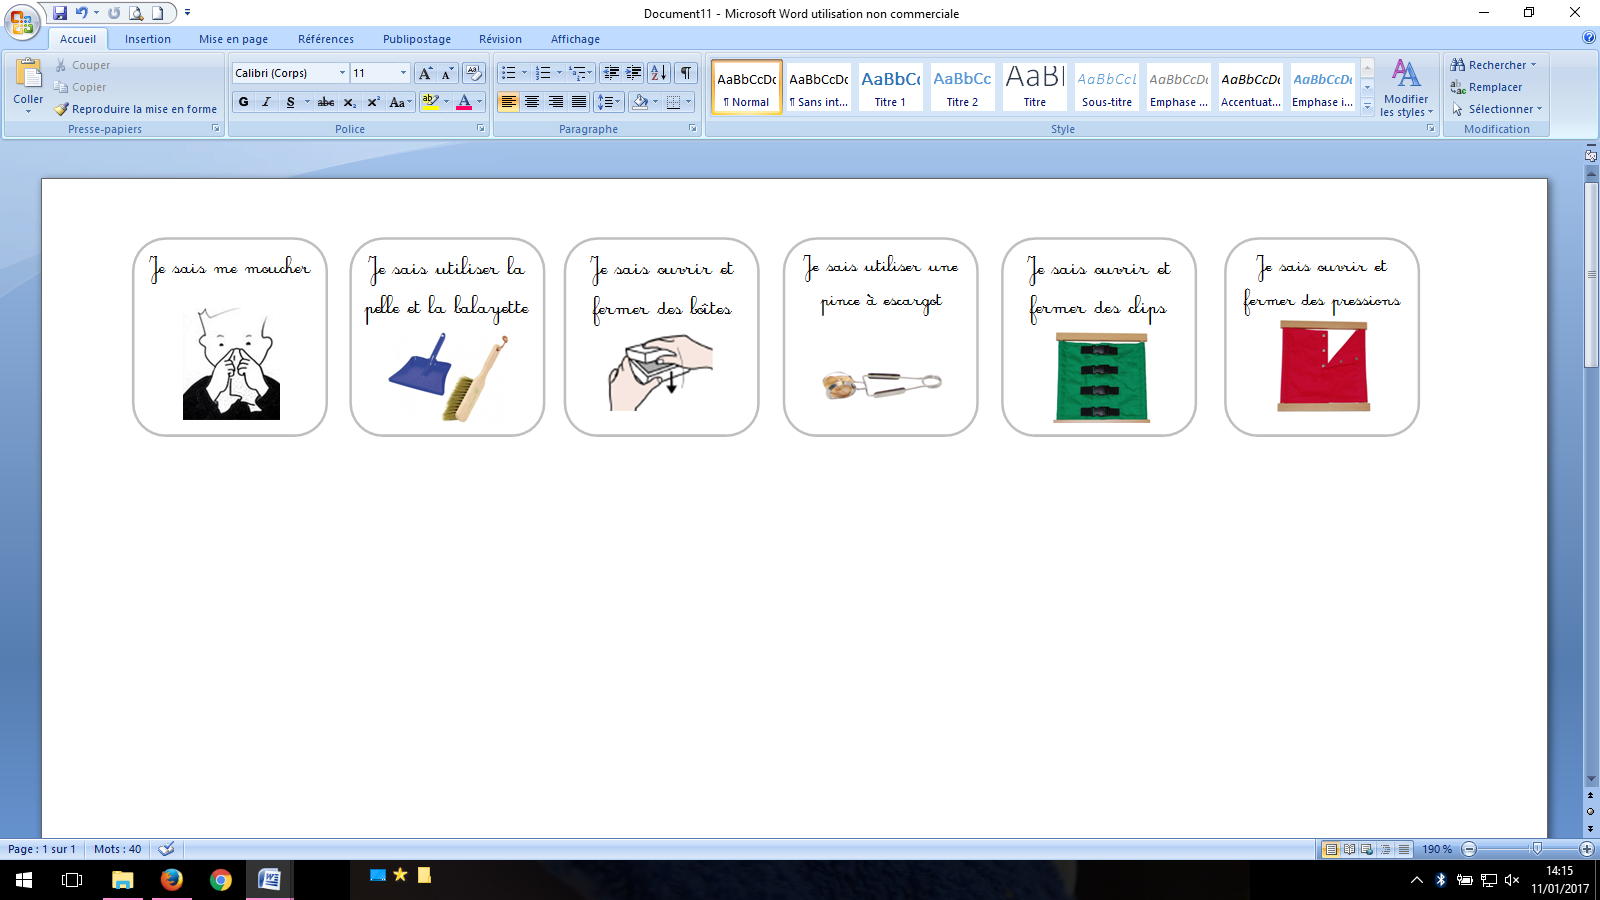 Document11 - Microsoft Word utilisation non commerciale
Accueil
Insertion
Mise en page
Références
Publipostage
Révision
Affichage
Coller
Couper
Copier
Reproduire la mise en forme
Presse-papiers
Calibri (Corps)
11
G I S abc x₂ x² Aa
Police
Paragraphe
AaBbCcDc
¶ Normal
AaBbCcDc
¶ Sans int...
AaBbCc
Titre 1
AaBbCc
Titre 2
AaBl
Titre
AaBbCcL
Sous-titre
AaBbCcDc
Emphase ...
AaBbCcDc
Accentuat...
AaBbCcDc
Emphase i...
Modifier
les styles
Style
Rechercher
Remplacer
Sélectionner
Modification
Je sais me moucher
Je sais utiliser la
pelle et la balayette
Je sais ouvrir et
fermer des boîtes
Je sais utiliser une
pince à escargot
Je sais ouvrir et
fermer des clips
Je sais ouvrir et
fermer des pressions
Page : 1 sur 1
Mots : 40
190 %
14:15
11/01/2017